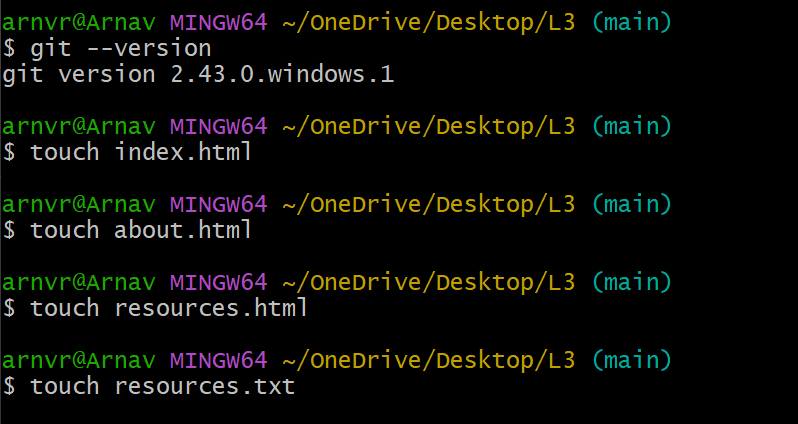 arnvr@Arnav MINGW64 ~/OneDrive/Desktop/L3 (main)
$ git --version
git version 2.43.0.windows.1
arnvr@Arnav MINGW64 ~/OneDrive/Desktop/L3 (main)
$ touch index.html
arnvr@Arnav MINGW64 ~/OneDrive/Desktop/L3 (main)
$ touch about.html
arnvr@Arnav MINGW64 ~/OneDrive/Desktop/L3 (main)
$ touch resources.html
arnvr@Arnav MINGW64 ~/OneDrive/Desktop/L3 (main)
$ touch resources.txt